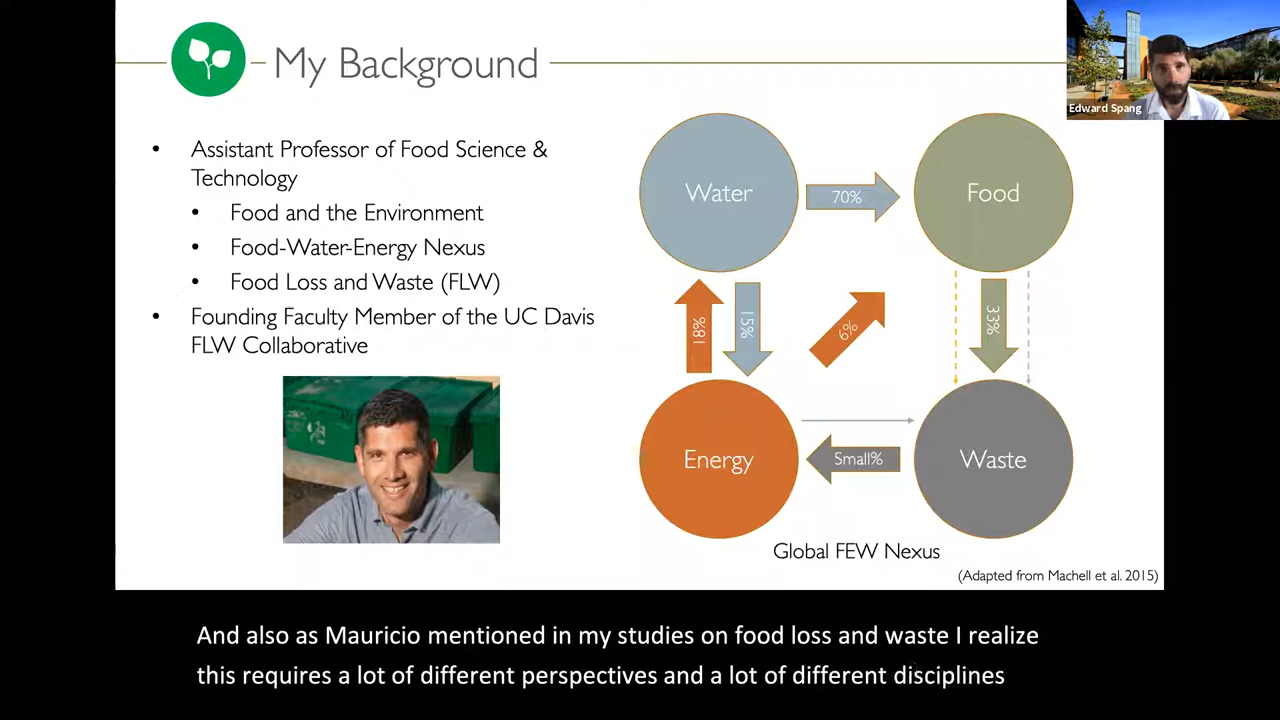 My Background
Edward Spang
• Assistant Professor of Food Science &
Technology
• Food and the Environment
• Food-Water-Energy Nexus
• Food Loss and Waste (FLW)
• Founding Faculty Member of the UC Davis
FLW Collaborative
Water
70%
Food
18%
15%
6%
33%
Energy
Small%
Waste
Global FEW Nexus
(Adapted from Machell et al. 2015)
And also as Mauricio mentioned in my studies on food loss and waste I realize
this requires a lot of different perspectives and a lot of different disciplines